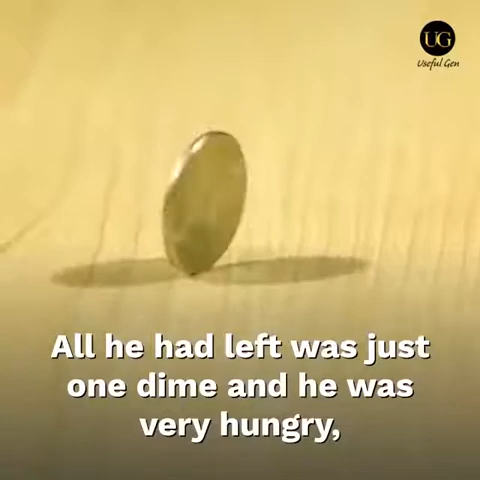 UG
Useful Gen
All he had left was just
one dime and he was
very hungry,